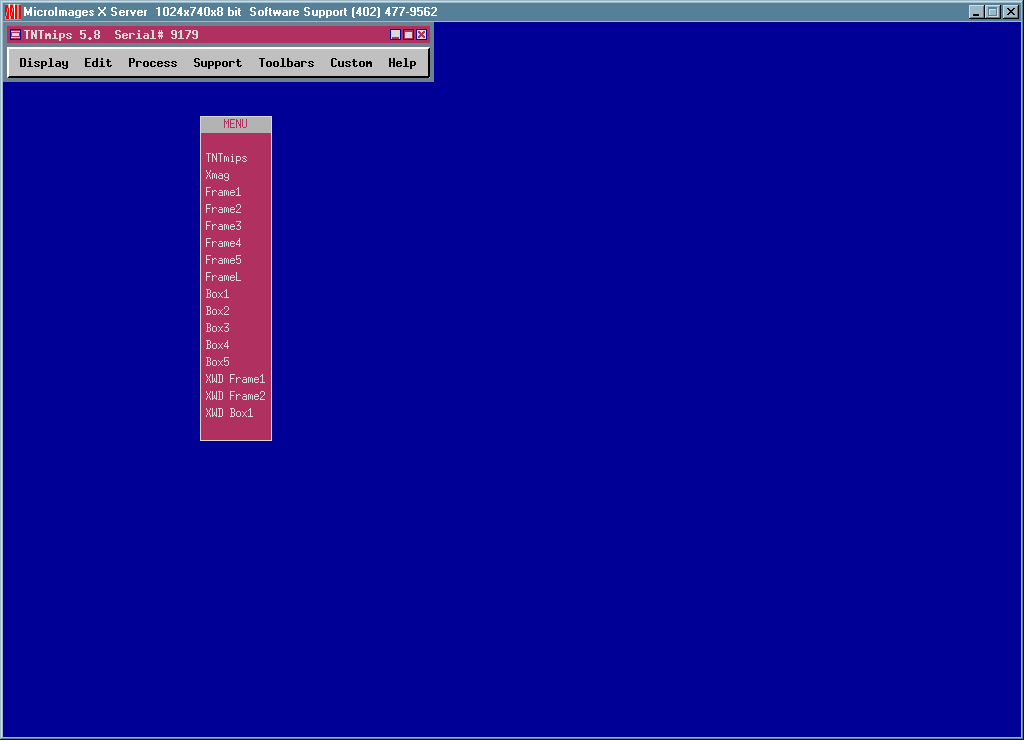 MicroImages X Server 1024x740x8 bit Software Support (402) 477-9562
TNTmips 5.8 Serial# 9179
Display Edit Process Support Toolbars Custom Help
MENU
TNTmips
Xmag
Frame1
Frame2
Frame3
Frame4
Frame5
FrameL
Box1
Box2
Box3
Box4
Box5
XWD Frame1
XWD Frame2
XWD Box1